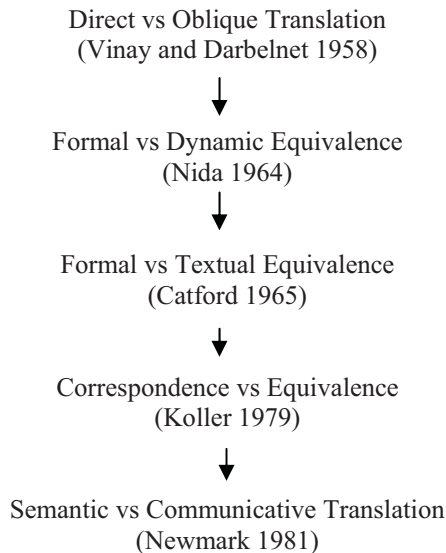 Direct vs Oblique Translation
(Vinay and Darbelnet 1958)
Formal vs Dynamic Equivalence
(Nida 1964)
Formal vs Textual Equivalence
(Catford 1965)
Correspondence vs Equivalence
(Koller 1979)
Semantic vs Communicative Translation
(Newmark 1981)